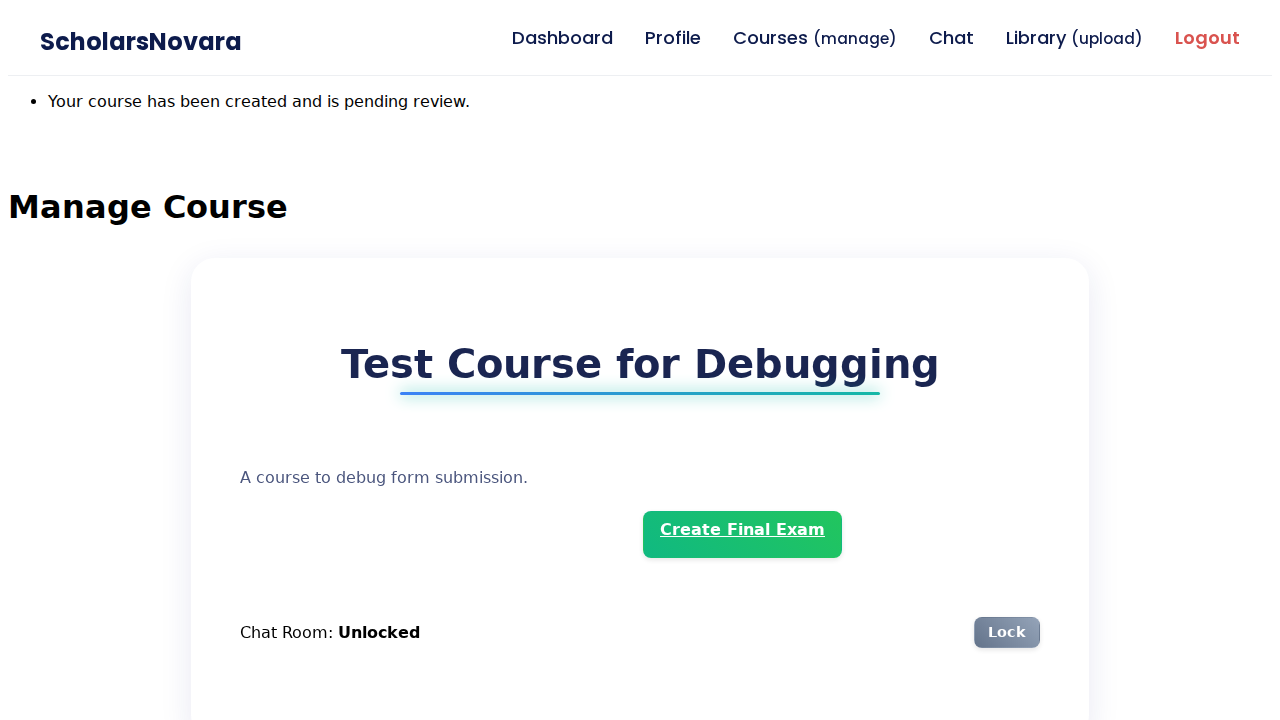 ScholarsNovara
Dashboard Profile Courses (manage) Chat Library (upload) Logout
Your course has been created and is pending review.
Manage Course
Test Course for Debugging
A course to debug form submission.
Create Final Exam
Chat Room: Unlocked
Lock